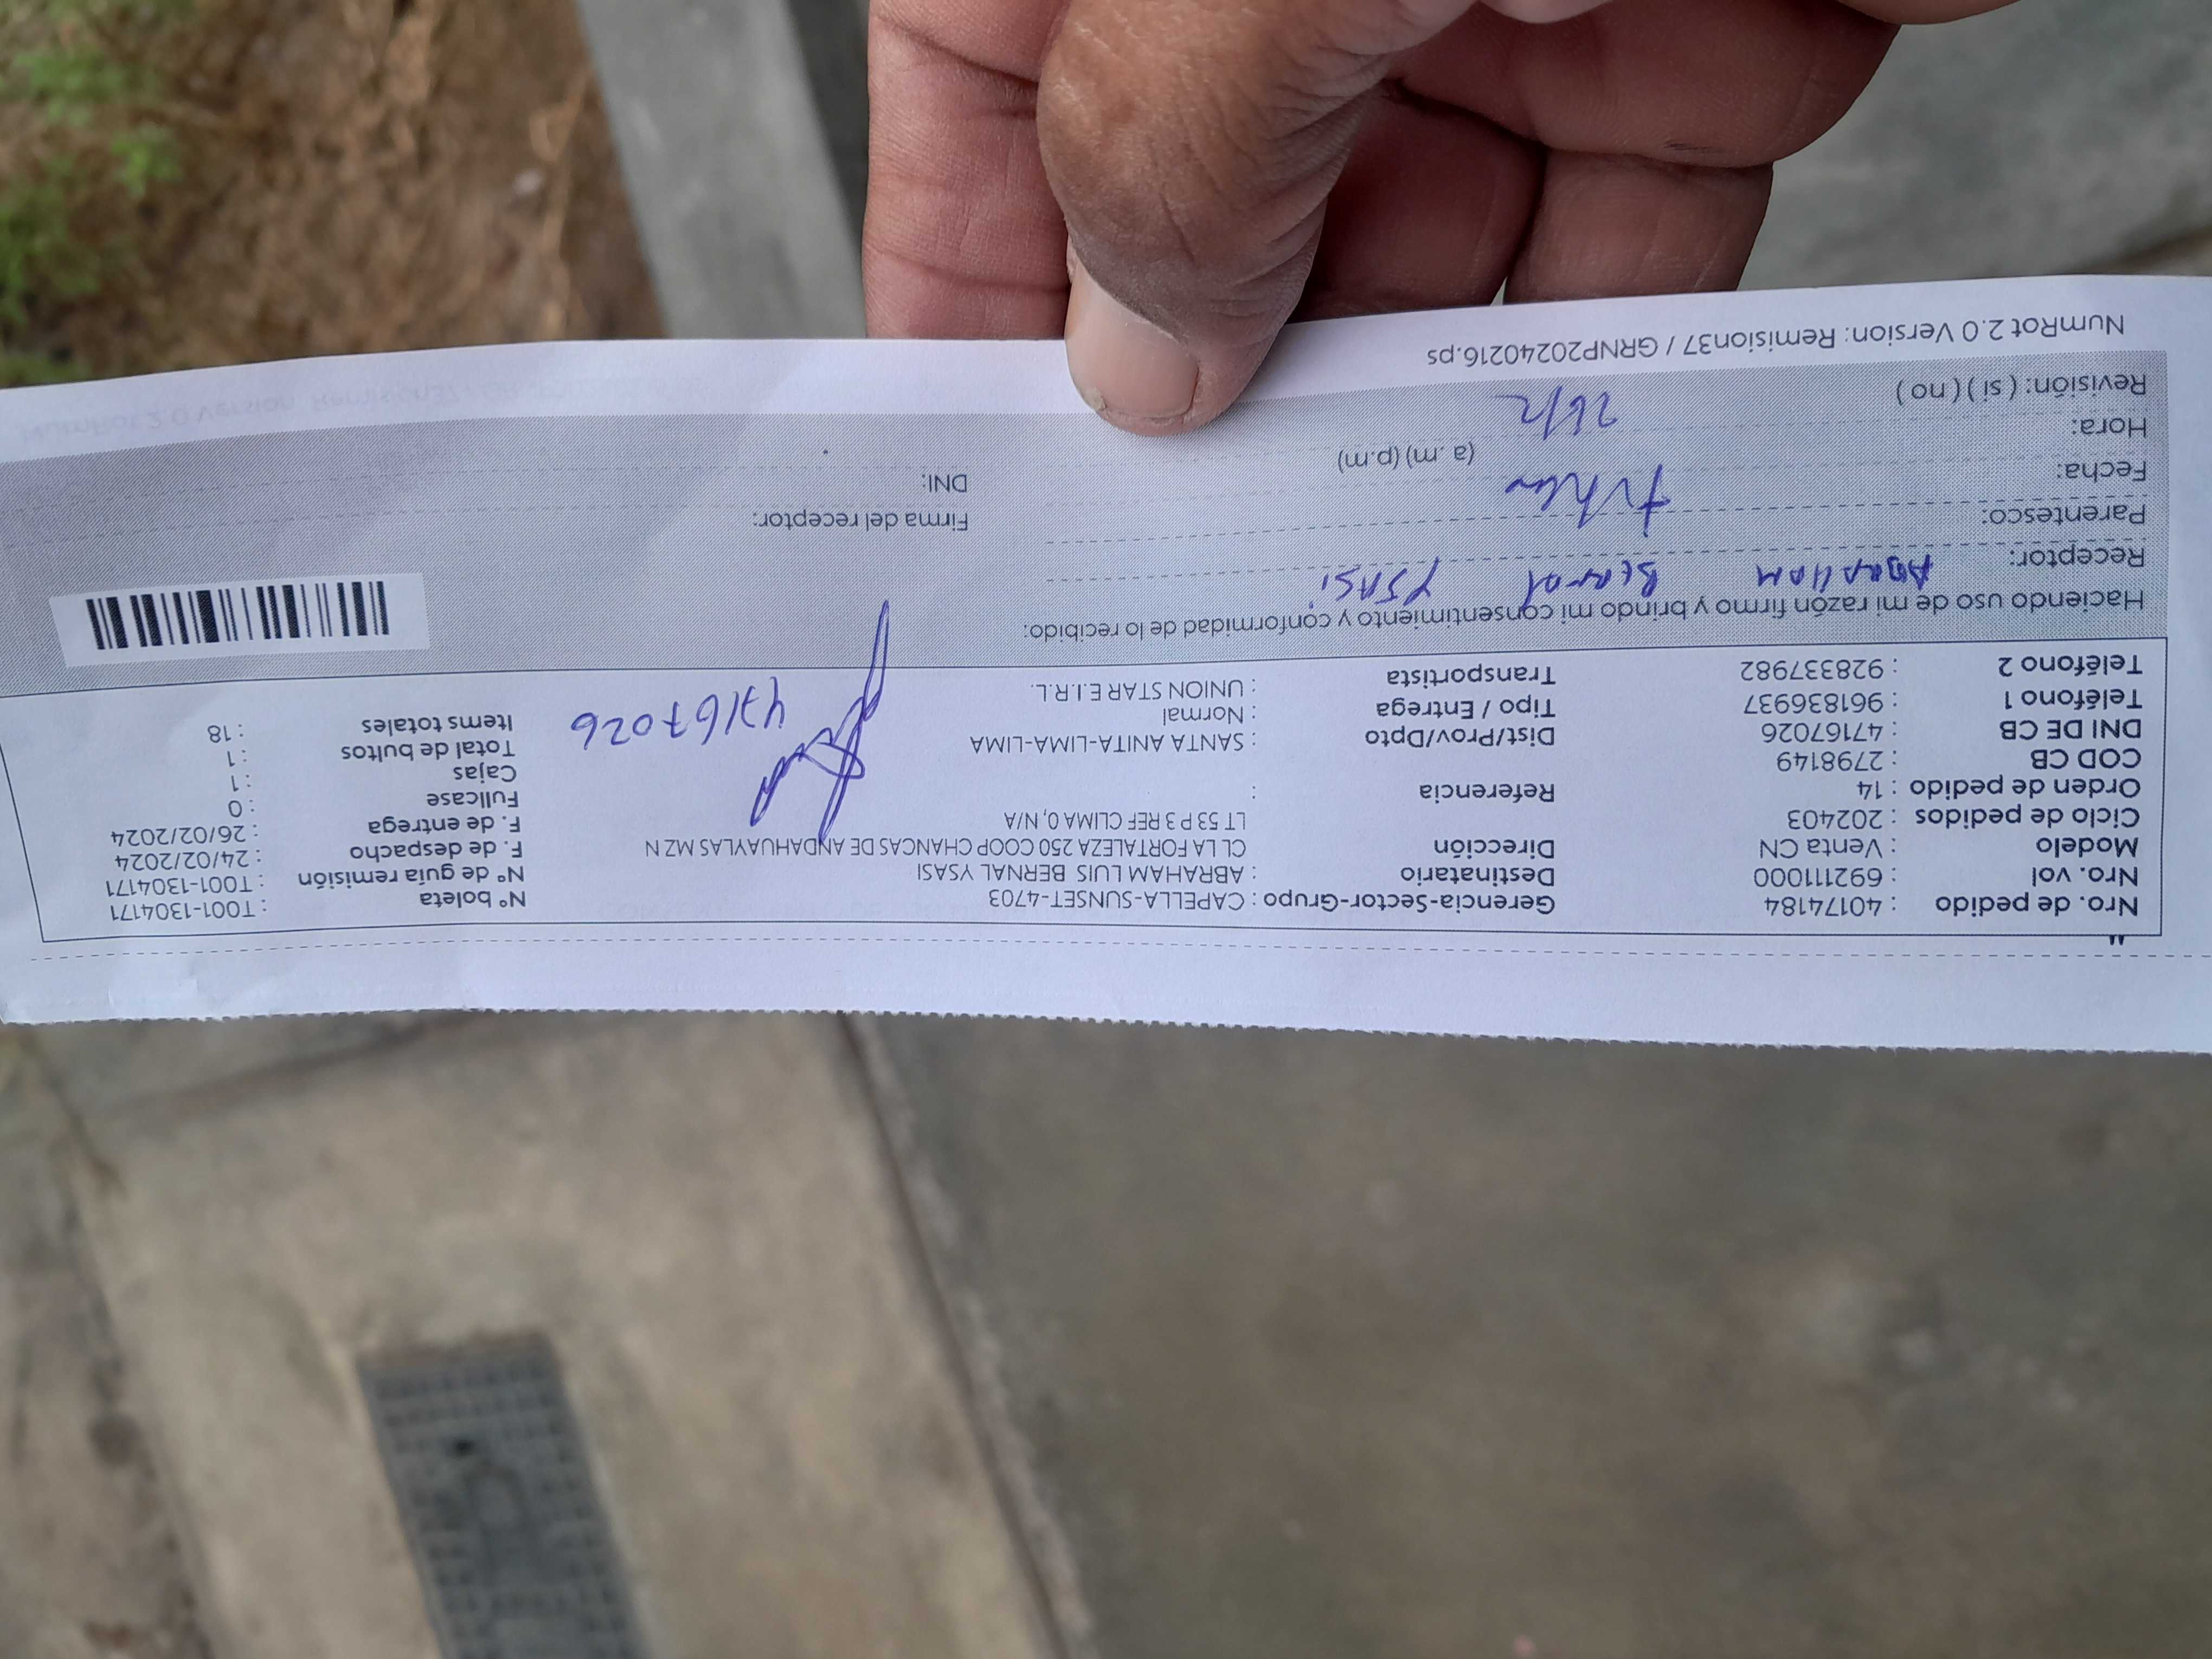 Nro. de pedido : 40174184 Gerencia-Sector-Grupo : CAPELLA-SUNSET-4703 N° boleta : T001-1304171
Nro. vol : 692111000 Destinatario : ABRAHAM LUIS BERNAL YSASI N° de guía remisión : T001-1304171
Modelo : Venta CN Dirección CL LA FORTALEZA 250 COOP CHANCAS DE ANDAHUAYLAS MZ N F. de despacho : 24/02/2024
Ciclo de pedidos : 202403 LT 53 P 3 REF CLIMA 0, N/A F. de entrega : 26/02/2024
Orden de pedido : 14 Referencia : Fullcase : 0
COD CB : 2798149 Cajas : 1
DNI DE CB : 47167026 Dist/Prov/Dpto : SANTA ANITA-LIMA-LIMA Total de bultos : 1
Teléfono 1 : 961836937 Tipo / Entrega : Normal Items totales : 18
Teléfono 2 : 928337982 Transportista : UNION STAR E.I.R.L.
47167026
Haciendo uso de mi razón firmo y brindo mi consentimiento y conformidad de lo recibido:
Receptor: Abraham Bernal Ysasi
Parentesco: Firma del receptor:
Fecha: DNI:
Hora: (a .m) (p.m)
26/2
Revisión: ( si ) ( no )
NumRot 2.0 Version: Remision37 / GRNP20240216.ps